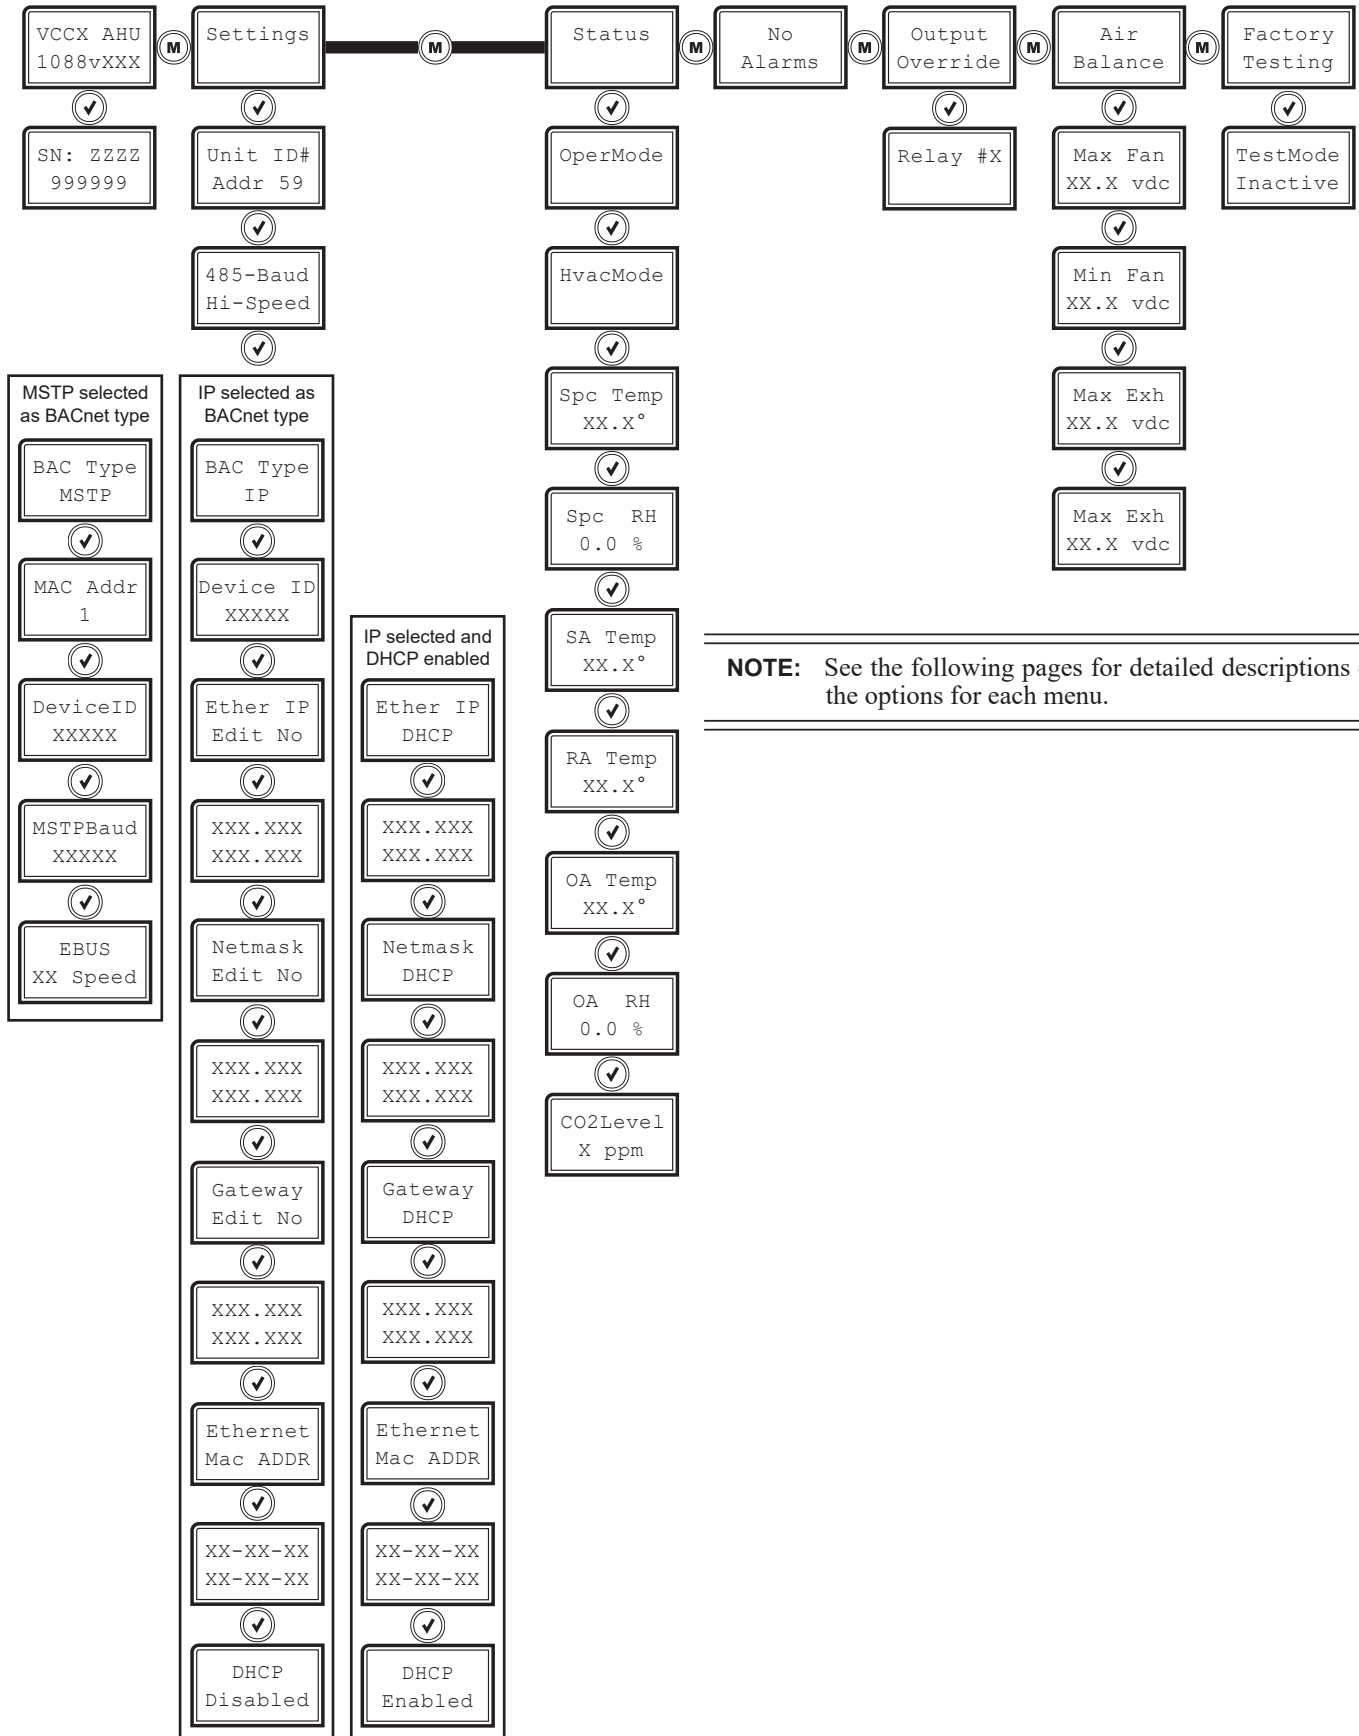 VCCX AHU
1088vXXX
M
Settings
M
Status
M
No
Alarms
M
Output
Override
M
Air
Balance
M
Factory
Testing
SN: ZZZZ
999999
Unit ID#
Addr 59
485-Baud
Hi-Speed
MSTP selected
as BACnet type
BAC Type
MSTP
MAC Addr
1
DeviceID
XXXXX
MSTPBaud
XXXXX
EBUS
XX Speed
IP selected as
BACnet type
BAC Type
IP
Device ID
XXXXX
Ether IP
Edit No
XXX.XXX
XXX.XXX
Netmask
Edit No
XXX.XXX
XXX.XXX
Gateway
Edit No
XXX.XXX
XXX.XXX
Ethernet
Mac ADDR
XX-XX-XX
XX-XX-XX
DHCP
Disabled
IP selected and
DHCP enabled
Ether IP
DHCP
XXX.XXX
XXX.XXX
Netmask
DHCP
XXX.XXX
XXX.XXX
Gateway
DHCP
XXX.XXX
XXX.XXX
Ethernet
Mac ADDR
XX-XX-XX
XX-XX-XX
DHCP
Enabled
OperMode
HvacMode
Spc Temp
XX.X°
Spc RH
0.0 %
SA Temp
XX.X°
RA Temp
XX.X°
OA Temp
XX.X°
OA RH
0.0 %
CO2Level
X ppm
Relay #X
Max Fan
XX.X vdc
Min Fan
XX.X vdc
Max Exh
XX.X vdc
Max Exh
XX.X vdc
TestMode
Inactive
NOTE: See the following pages for detailed descriptions
the options for each menu.